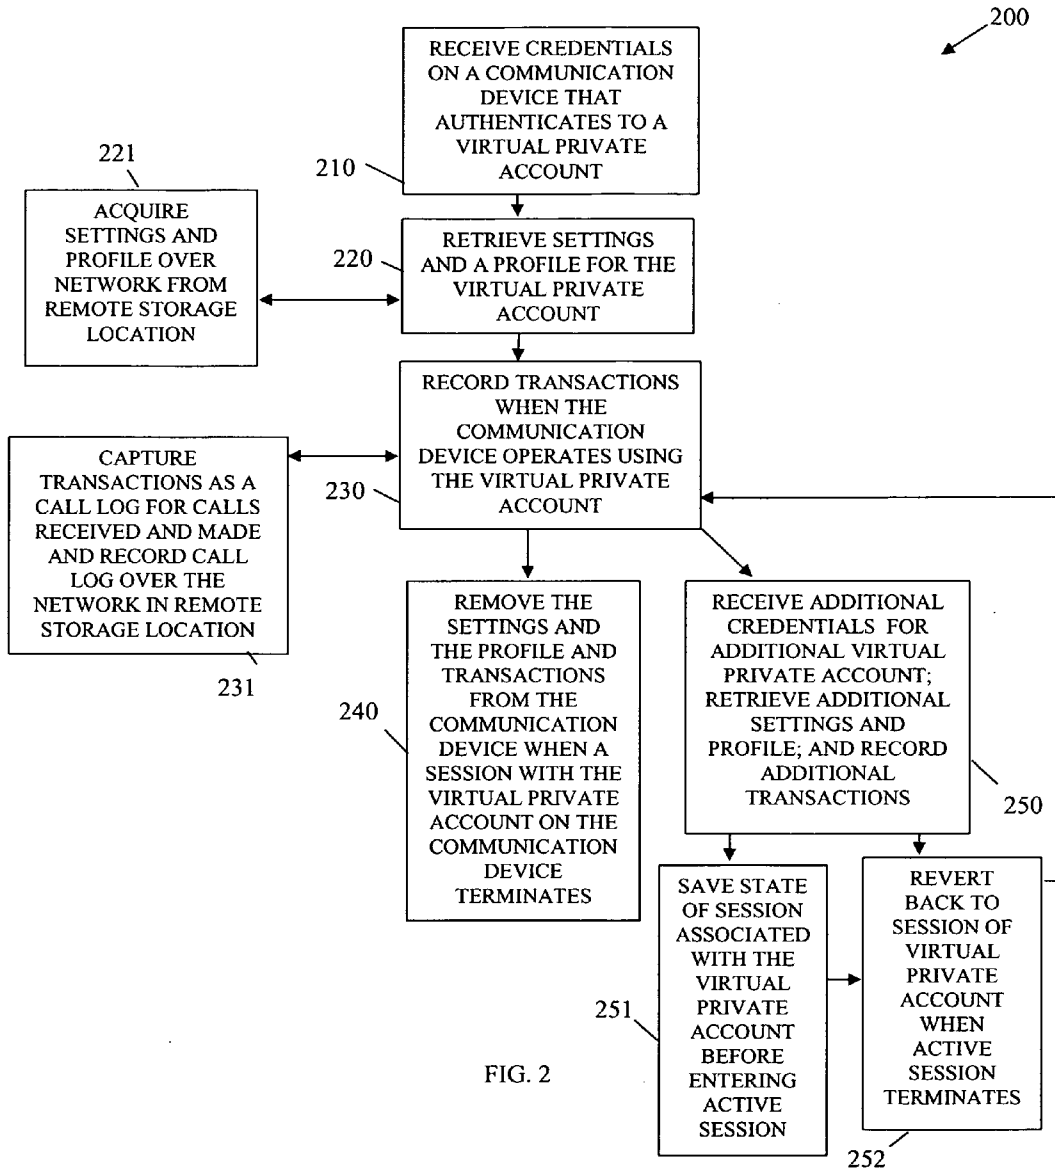 200
RECEIVE CREDENTIALS
ON A COMMUNICATION
DEVICE THAT
AUTHENTICATES TO A
VIRTUAL PRIVATE
ACCOUNT
210
221
ACQUIRE
SETTINGS AND
PROFILE OVER
NETWORK FROM
REMOTE STORAGE
LOCATION
220
RETRIEVE SETTINGS
AND A PROFILE FOR THE
VIRTUAL PRIVATE
ACCOUNT
RECORD TRANSACTIONS
WHEN THE
COMMUNICATION
DEVICE OPERATES USING
THE VIRTUAL PRIVATE
ACCOUNT
230
CAPTURE
TRANSACTIONS AS A
CALL LOG FOR CALLS
RECEIVED AND MADE
AND RECORD CALL
LOG OVER THE
NETWORK IN REMOTE
STORAGE LOCATION
231
REMOVE THE
SETTINGS AND
THE PROFILE AND
TRANSACTIONS
FROM THE
COMMUNICATION
DEVICE WHEN A
SESSION WITH THE
VIRTUAL PRIVATE
ACCOUNT ON THE
COMMUNICATION
DEVICE
TERMINATES
240
RECEIVE ADDITIONAL
CREDENTIALS FOR
ADDITIONAL VIRTUAL
PRIVATE ACCOUNT;
RETRIEVE ADDITIONAL
SETTINGS AND
PROFILE; AND RECORD
ADDITIONAL
TRANSACTIONS
250
SAVE STATE
OF SESSION
ASSOCIATED
WITH THE
VIRTUAL
PRIVATE
ACCOUNT
BEFORE
ENTERING
ACTIVE
SESSION
251
REVERT
BACK TO
SESSION OF
VIRTUAL
PRIVATE
ACCOUNT
WHEN
ACTIVE
SESSION
TERMINATES
252
FIG. 2